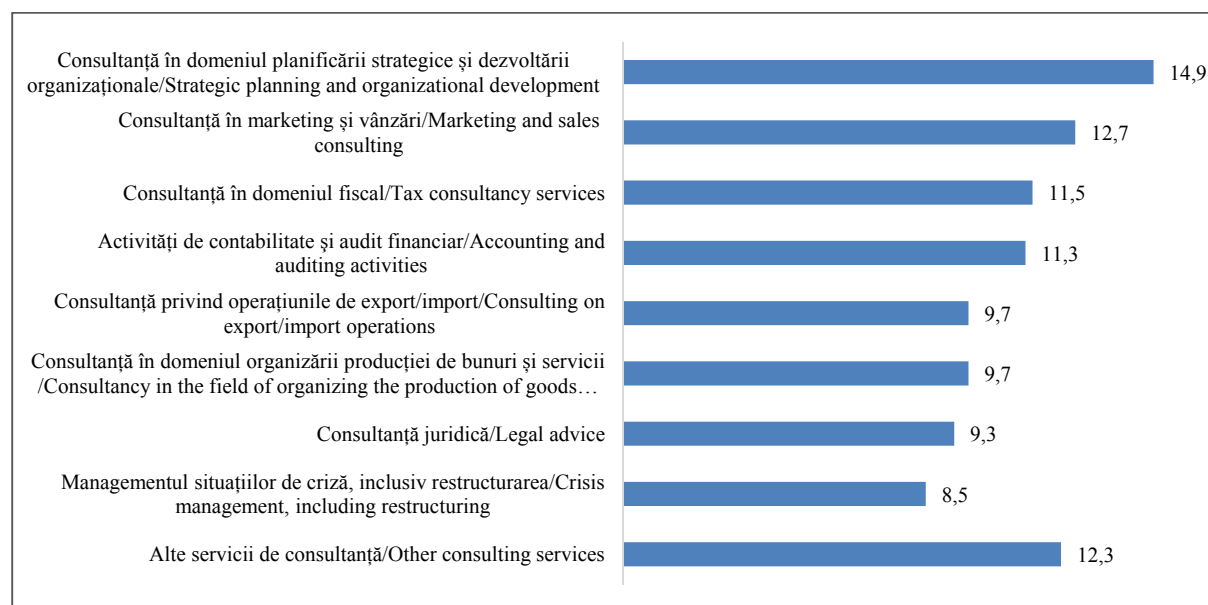 Consultanță în domeniul planificării strategice și dezvoltării
organizaționale/Strategic planning and organizational development
14,9
Consultanță în marketing și vânzări/Marketing and sales
consulting
12,7
Consultanță în domeniul fiscal/Tax consultancy services
11,5
Activități de contabilitate și audit financiar/Accounting and
auditing activities
11,3
Consultanță privind operațiunile de export/import/Consulting on
export/import operations
9,7
Consultanță în domeniul organizării producției de bunuri și servicii
/Consultancy in the field of organizing the production of goods…
9,7
Consultanță juridică/Legal advice
9,3
Managementul situațiilor de criză, inclusiv restructurarea/Crisis
management, including restructuring
8,5
Alte servicii de consultanță/Other consulting services
12,3